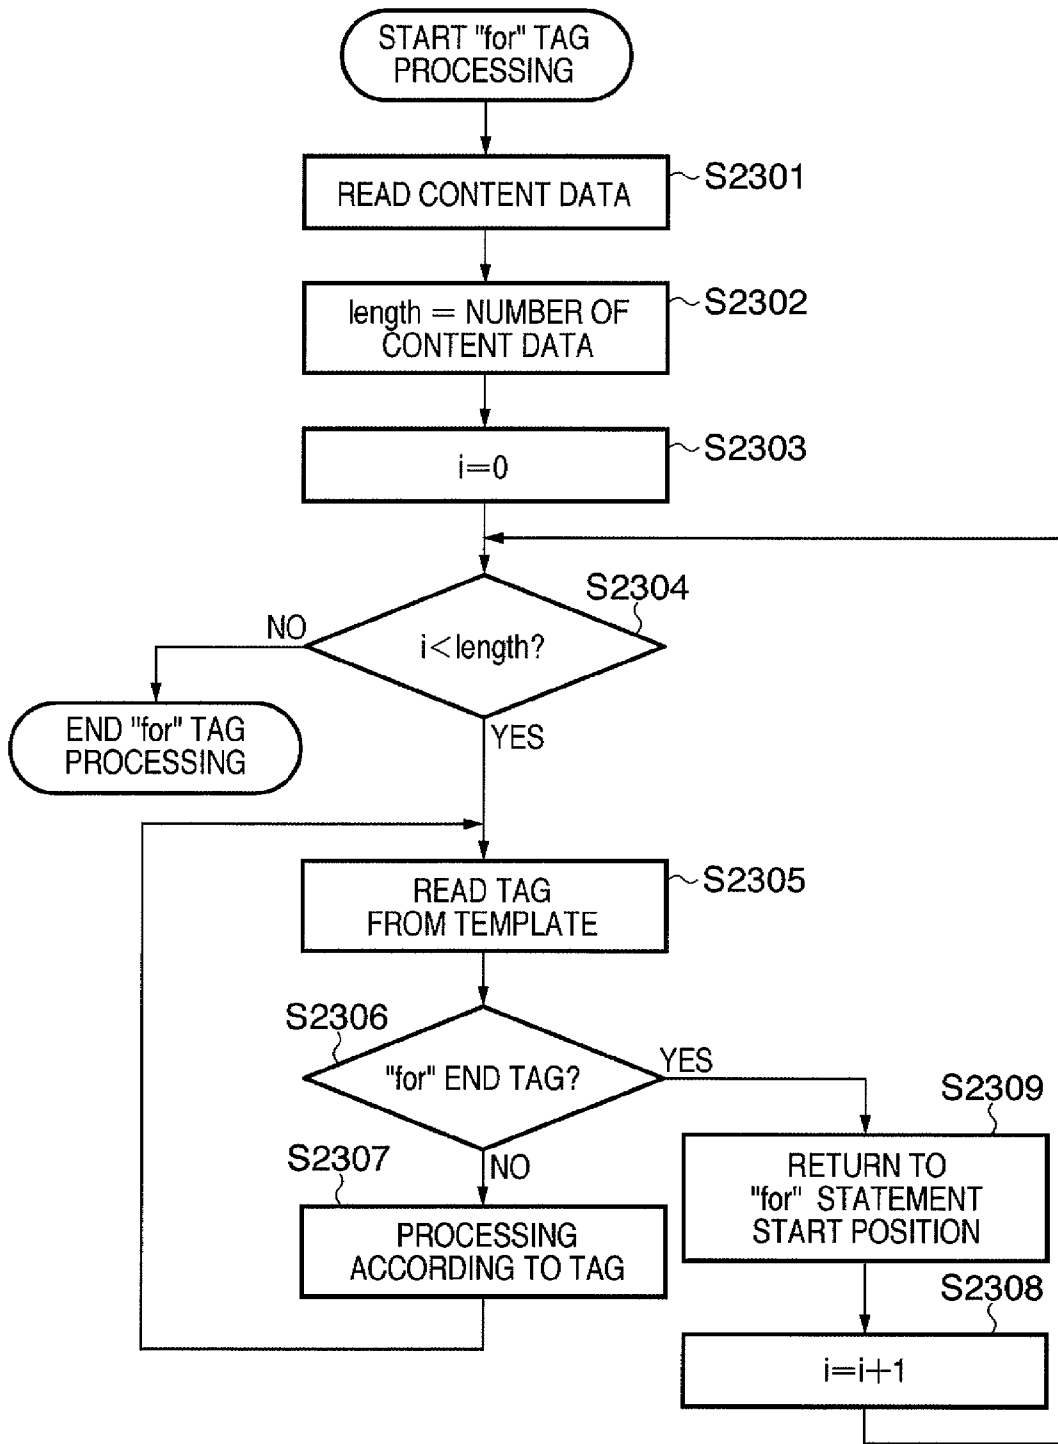 START "for" TAG
PROCESSING
READ CONTENT DATA
S2301
length = NUMBER OF
CONTENT DATA
S2302
i=0
S2303
S2304
i<length?
NO
YES
END "for" TAG
PROCESSING
READ TAG
FROM TEMPLATE
S2305
S2306
"for" END TAG?
YES
NO
S2309
RETURN TO
"for" STATEMENT
START POSITION
S2307
PROCESSING
ACCORDING TO TAG
S2308
i=i+1